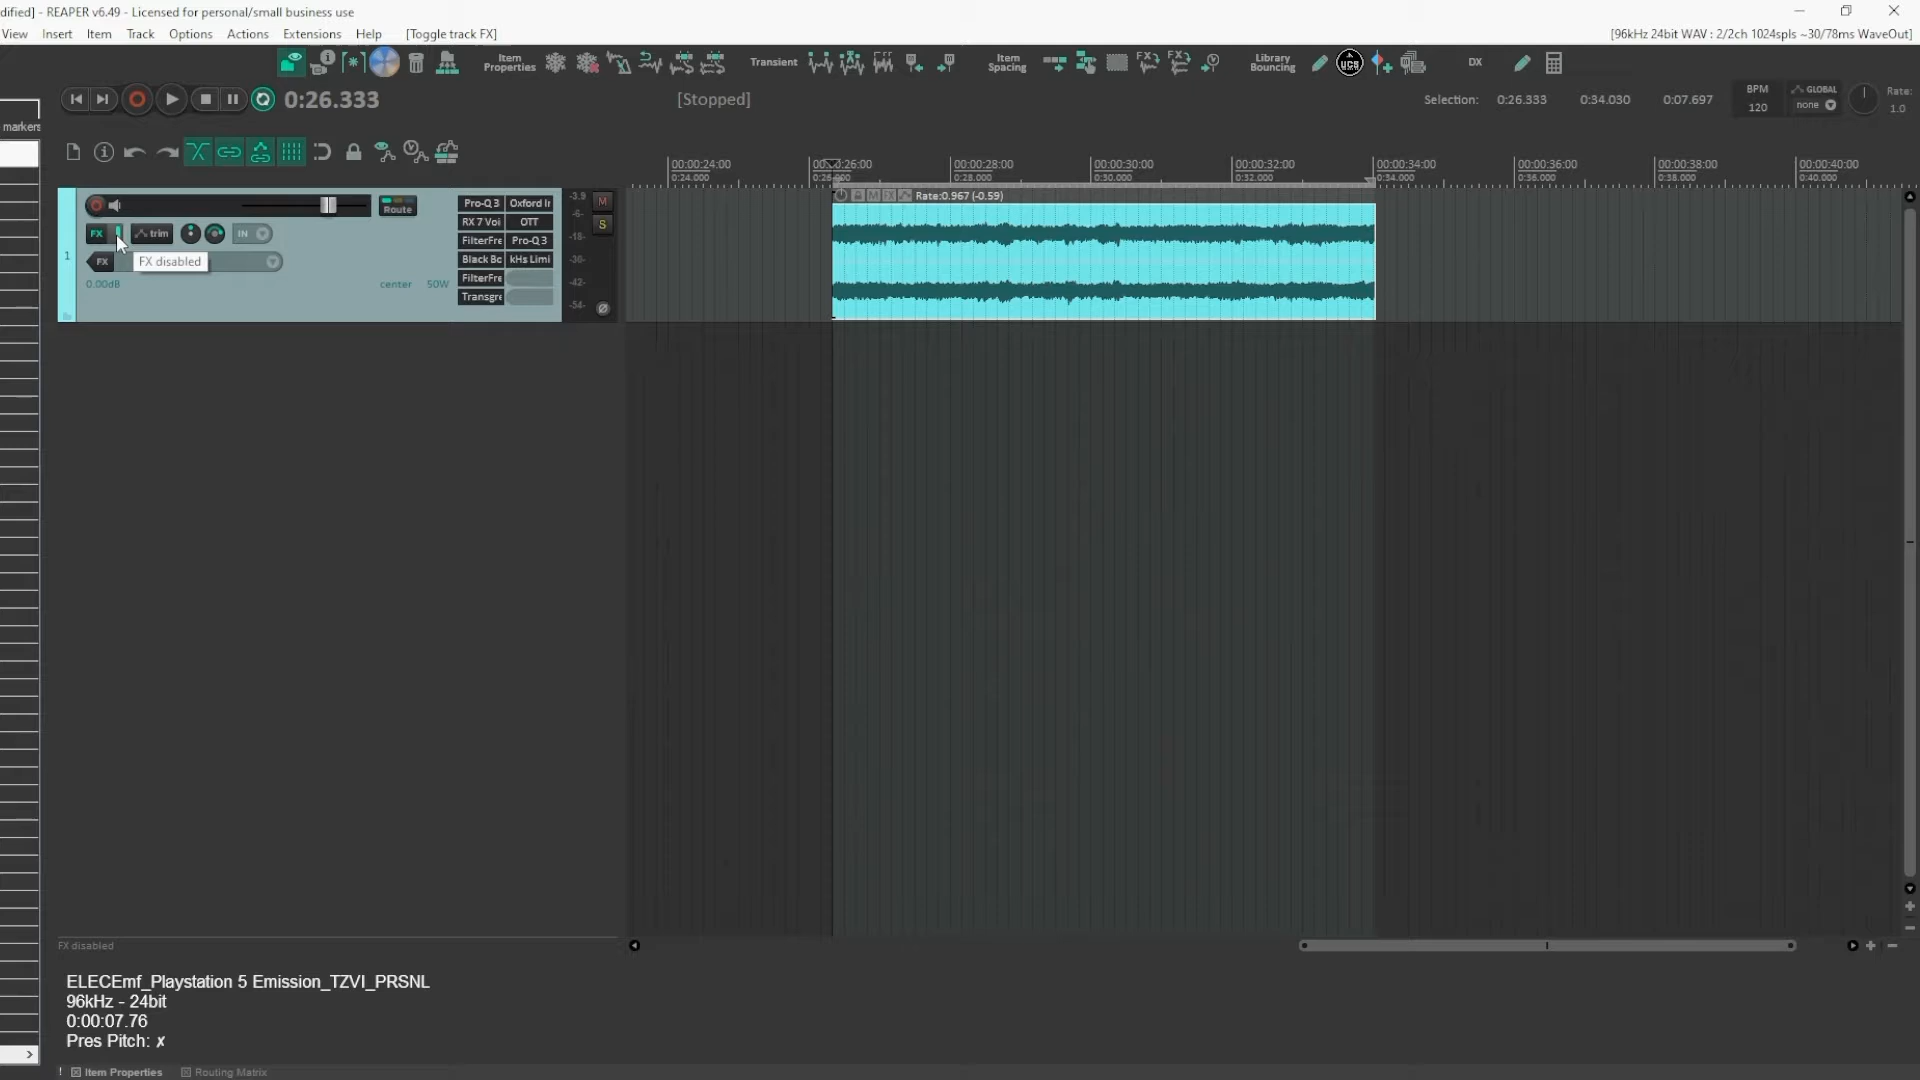 dified] - REAPER v6.49 - Licensed for personal/small business use
View Insert Item Track Options Actions Extensions Help [Toggle track FX]
[96kHz 24bit WAV : 2/2ch 1024spls ~30/78ms WaveOut]
Item Properties
Transient
Item Spacing
Library Bouncing
UCS
DX
0:26.333
[Stopped]
Selection: 0:26.333 0:34.030 0:07.697
BPM
120
GLOBAL
none
Rate:
1.0
markers
00:00:24:00 00:00:26:00 00:00:28:00 00:00:30:00 00:00:32:00 00:00:34:00 00:00:36:00 00:00:38:00 00:00:40:00
0:24.000 0:28.000 0:30.000 0:32.000 0:34.000 0:36.000 0:38.000 0:40.000
Route
Pro-Q 3 Oxford Ir
-3.9 M
Rate:0.967 (-0.59)
RX 7 Voi OTT
-6- S
FX trim IN
FilterFre Pro-Q 3
-18-
1
FX
FX disabled
Black Bc kHs Limi
-30-
0.00dB center 50W
FilterFre
-42-
Transgre
-54-
FX disabled
ELECEmf_Playstation 5 Emission_TZVI_PRSNL
96kHz - 24bit
0:00:07.76
Pres Pitch: ✗
! Item Properties Routing Matrix